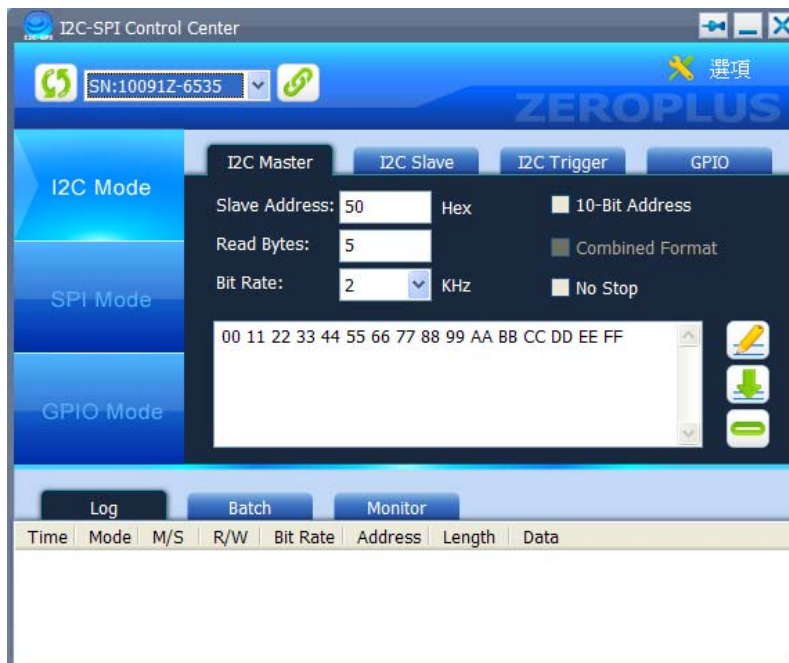 I2C-SPI Control Center
SN:10091Z-6535
選項
ZEROPLUS
I2C Mode
SPI Mode
GPIO Mode
I2C Master I2C Slave I2C Trigger GPIO
Slave Address: 50 Hex 10-Bit Address
Read Bytes: 5 Combined Format
Bit Rate: 2 KHz No Stop
00 11 22 33 44 55 66 77 88 99 AA BB CC DD EE FF
Log Batch Monitor
Time Mode M/S R/W Bit Rate Address Length Data